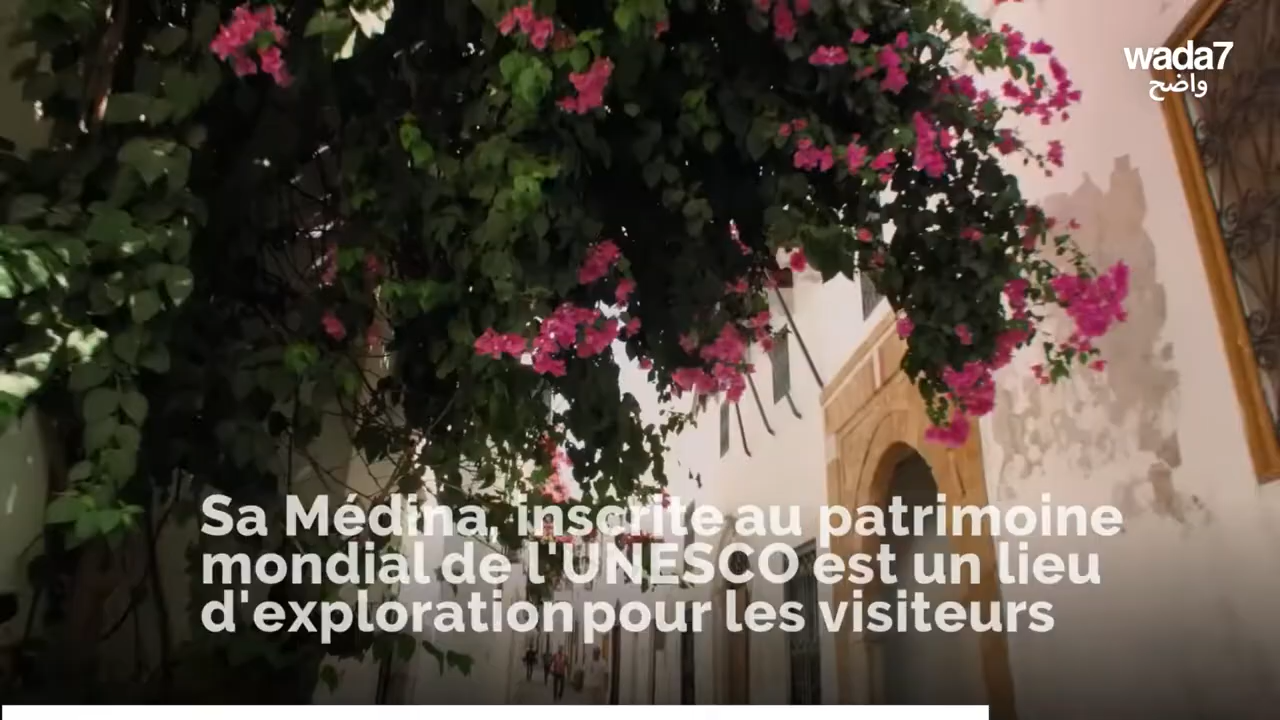 wada7
واضح
Sa Médina, inscrite au patrimoine
mondial de l'UNESCO est un lieu
d'exploration pour les visiteurs